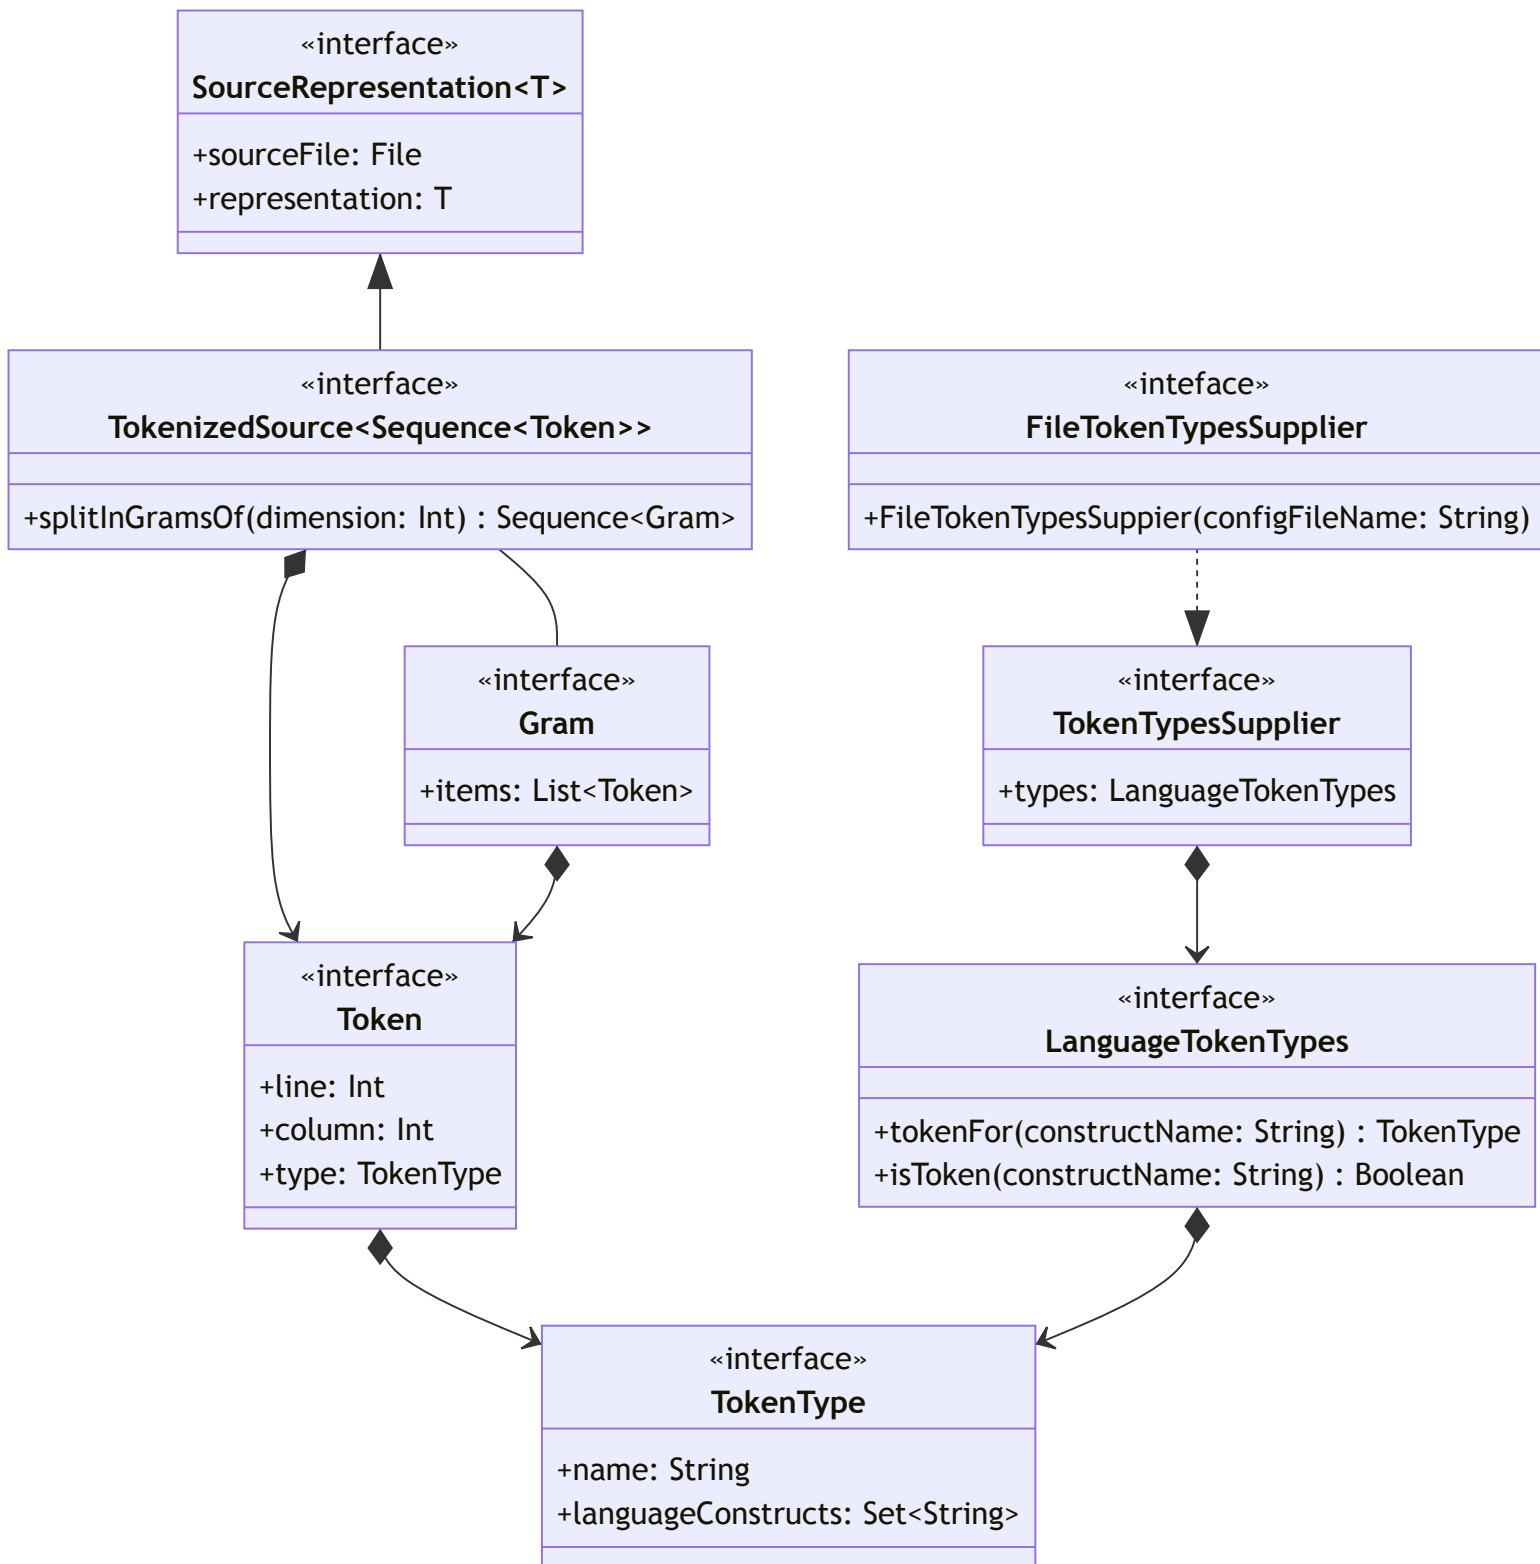 «interface»
SourceRepresentation<T>
+sourceFile: File
+representation: T
«interface»
TokenizedSource<Sequence<Token>>
+splitInGramsOf(dimension: Int) : Sequence<Gram>
«inteface»
FileTokenTypesSupplier
+FileTokenTypesSuppier(configFileName: String)
«interface»
Gram
+items: List<Token>
«interface»
TokenTypesSupplier
+types: LanguageTokenTypes
«interface»
Token
+line: Int
+column: Int
+type: TokenType
«interface»
LanguageTokenTypes
+tokenFor(constructName: String) : TokenType
+isToken(constructName: String) : Boolean
«interface»
TokenType
+name: String
+languageConstructs: Set<String>